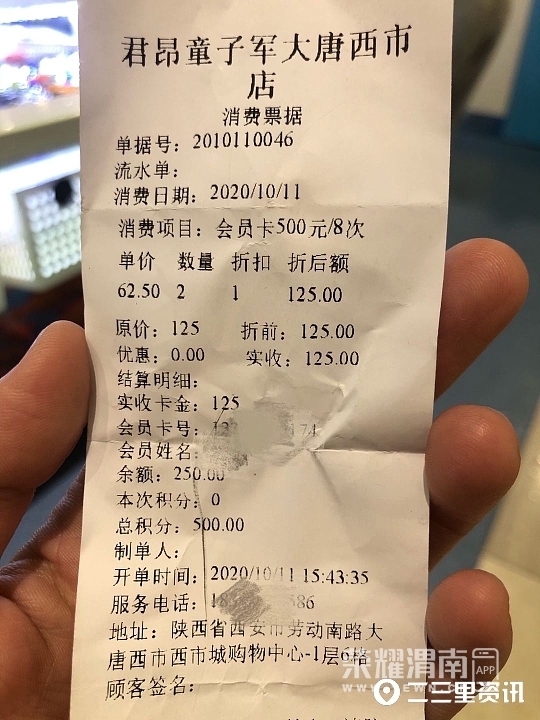 君昂童子军大唐西市
店
消费票据
单据号：2010110046
流水单：
消费日期：2020/10/11
消费项目：会员卡500元/8次
单价 数量 折扣 折后额
62.50 2 1 125.00
原价：125 折前：125.00
优惠：0.00 实收：125.00
结算明细：
实收卡金：125
会员卡号：
会员姓名：
余额：250.00
本次积分：0
总积分：500.00
制单人：
开单时间：2020/10/11 15:43:35
服务电话：
地址：陕西省西安市劳动南路大
唐西市西市城购物中心-1层6路
顾客签名：
荣耀渭南 APP
二三里资讯